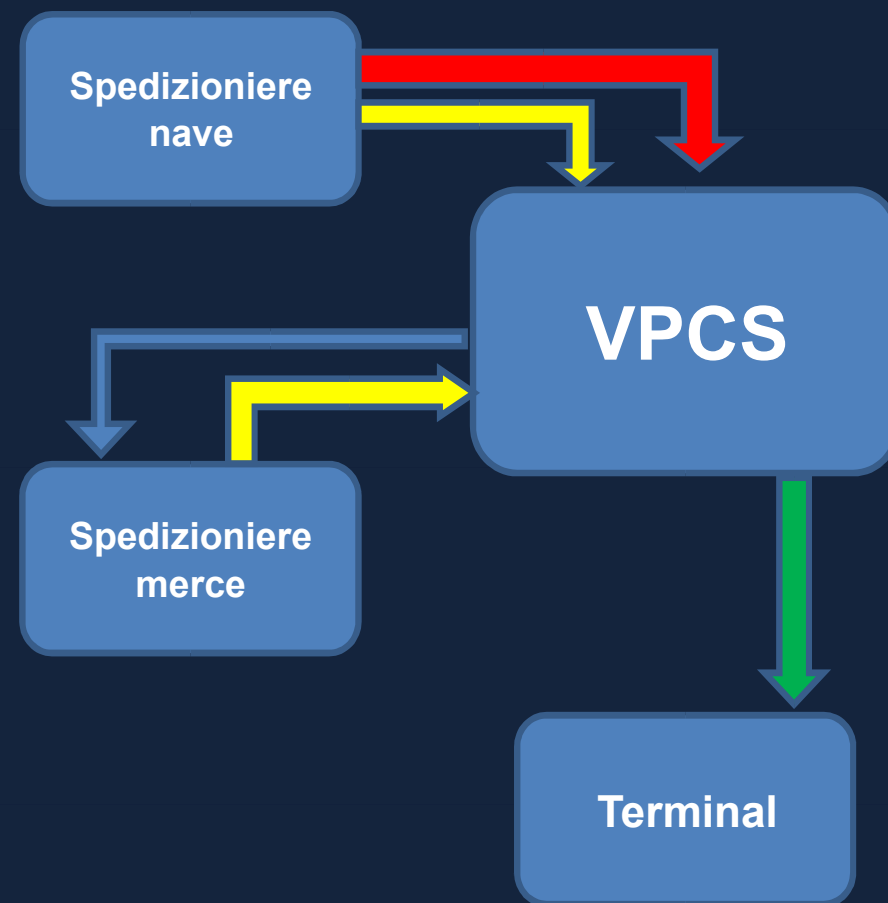 Spedizioniere
nave
VPCS
Spedizioniere
merce
Terminal